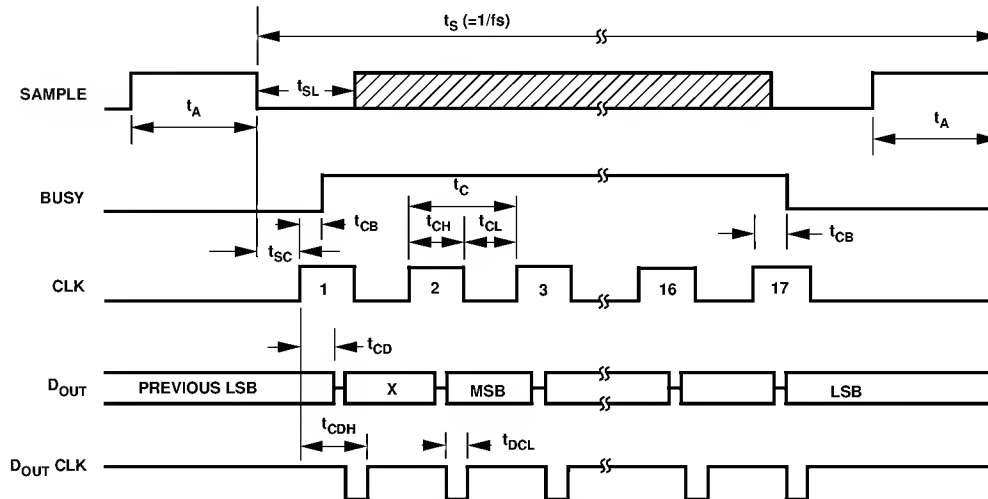 tS (=1/fs)
SAMPLE
tSL
tA
tA
BUSY
tC
tCB
tCH
tCL
tCB
tSC
CLK
1
2
3
16
17
tCD
DOUT
PREVIOUS LSB
X
MSB
LSB
tCDH
tDCL
DOUT CLK